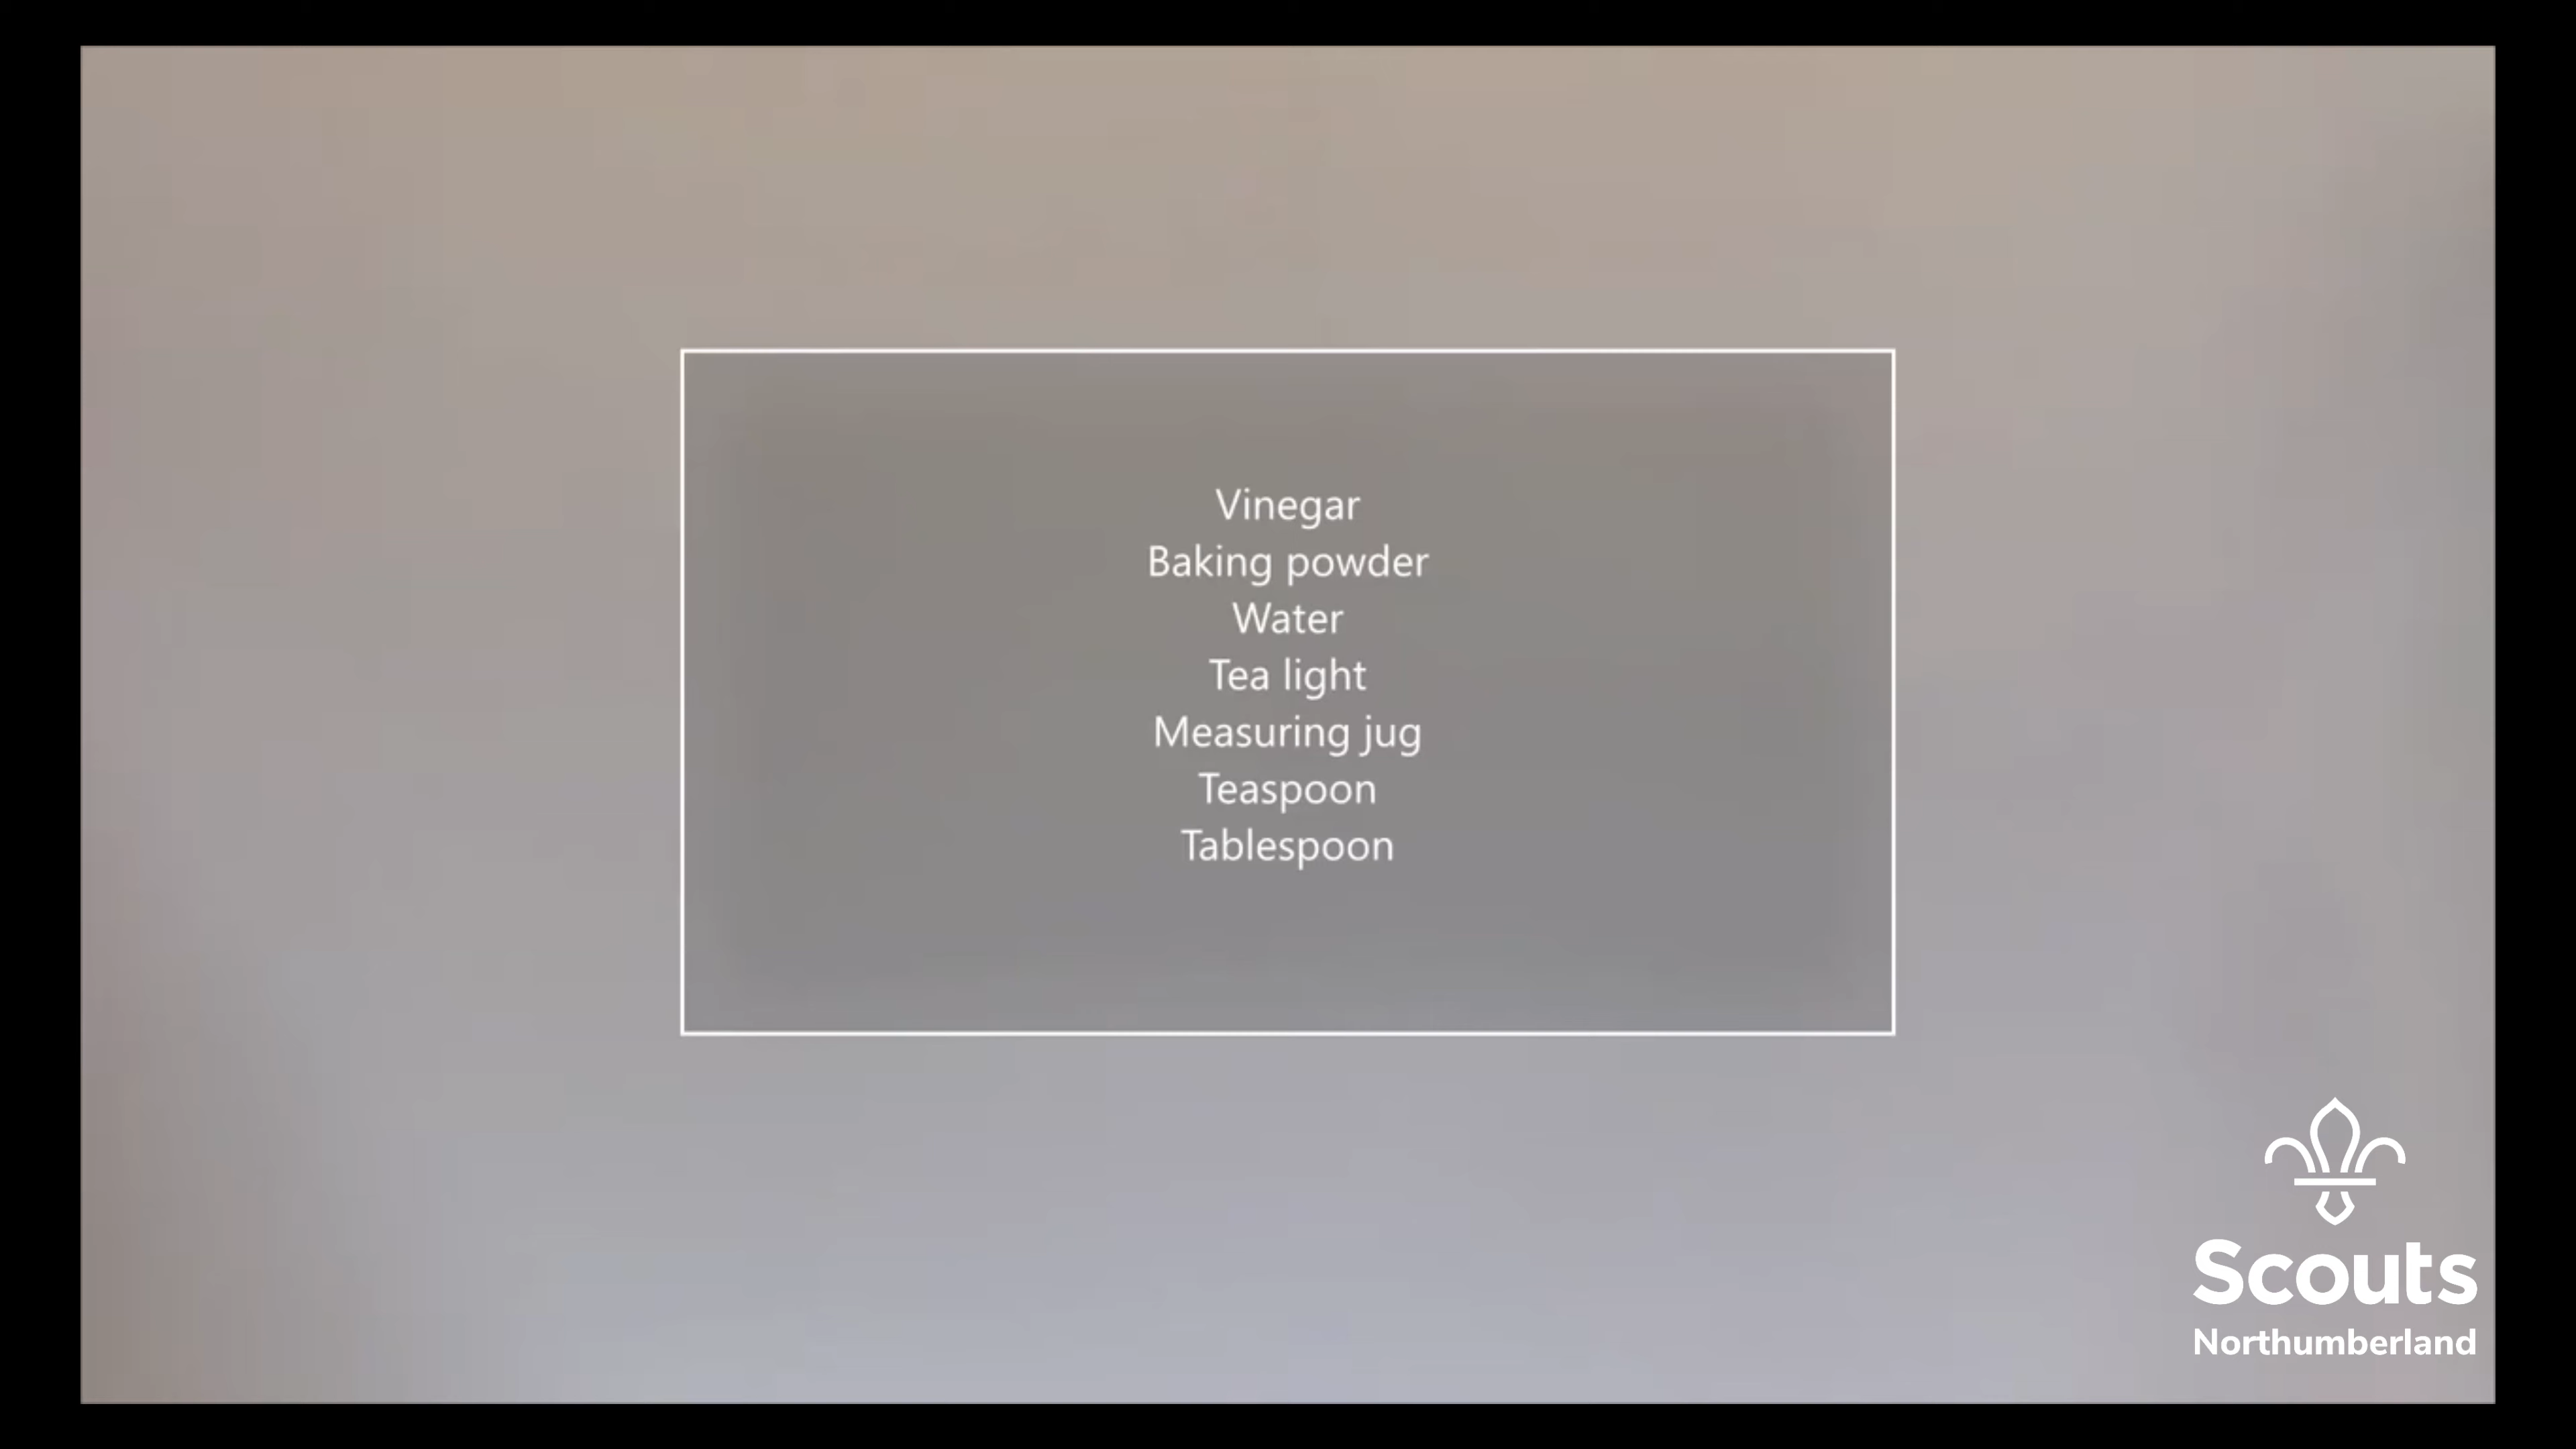 Vinegar
Baking powder
Water
Tea light
Measuring jug
Teaspoon
Tablespoon
Scouts
Northumberland